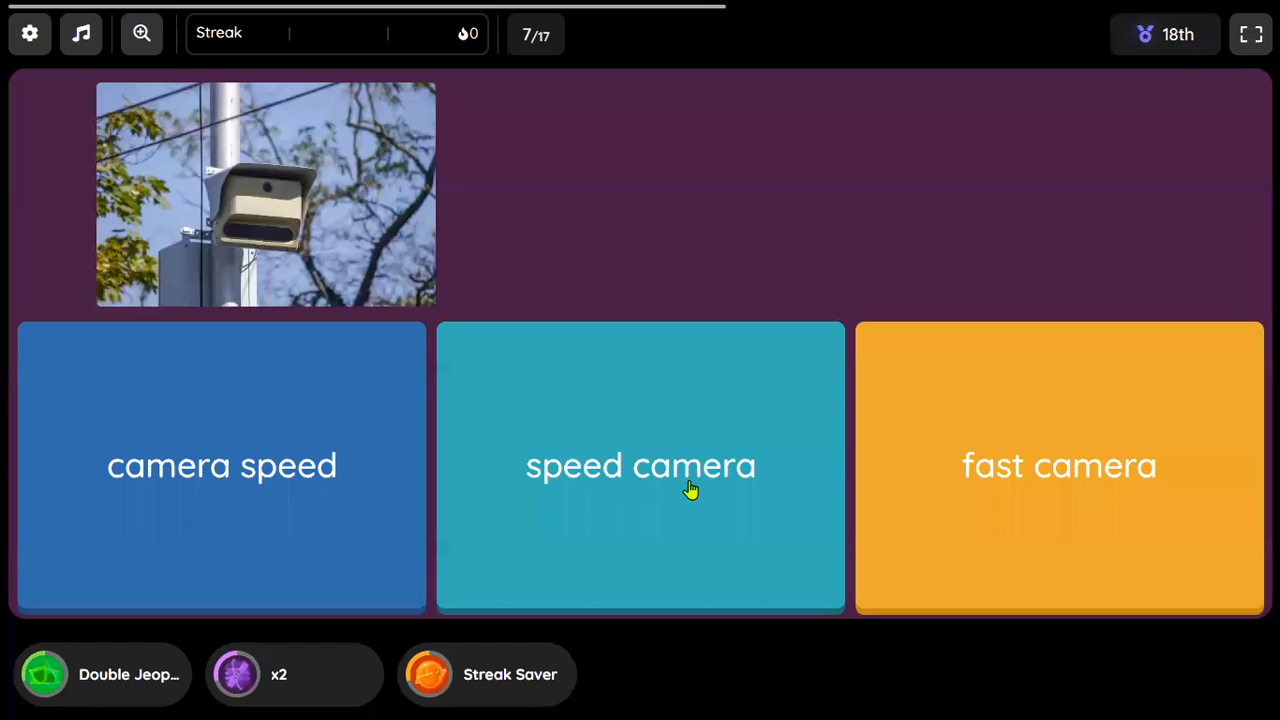 Streak
0
7/17
18th
camera speed
speed camera
fast camera
Double Jeop...
x2
Streak Saver